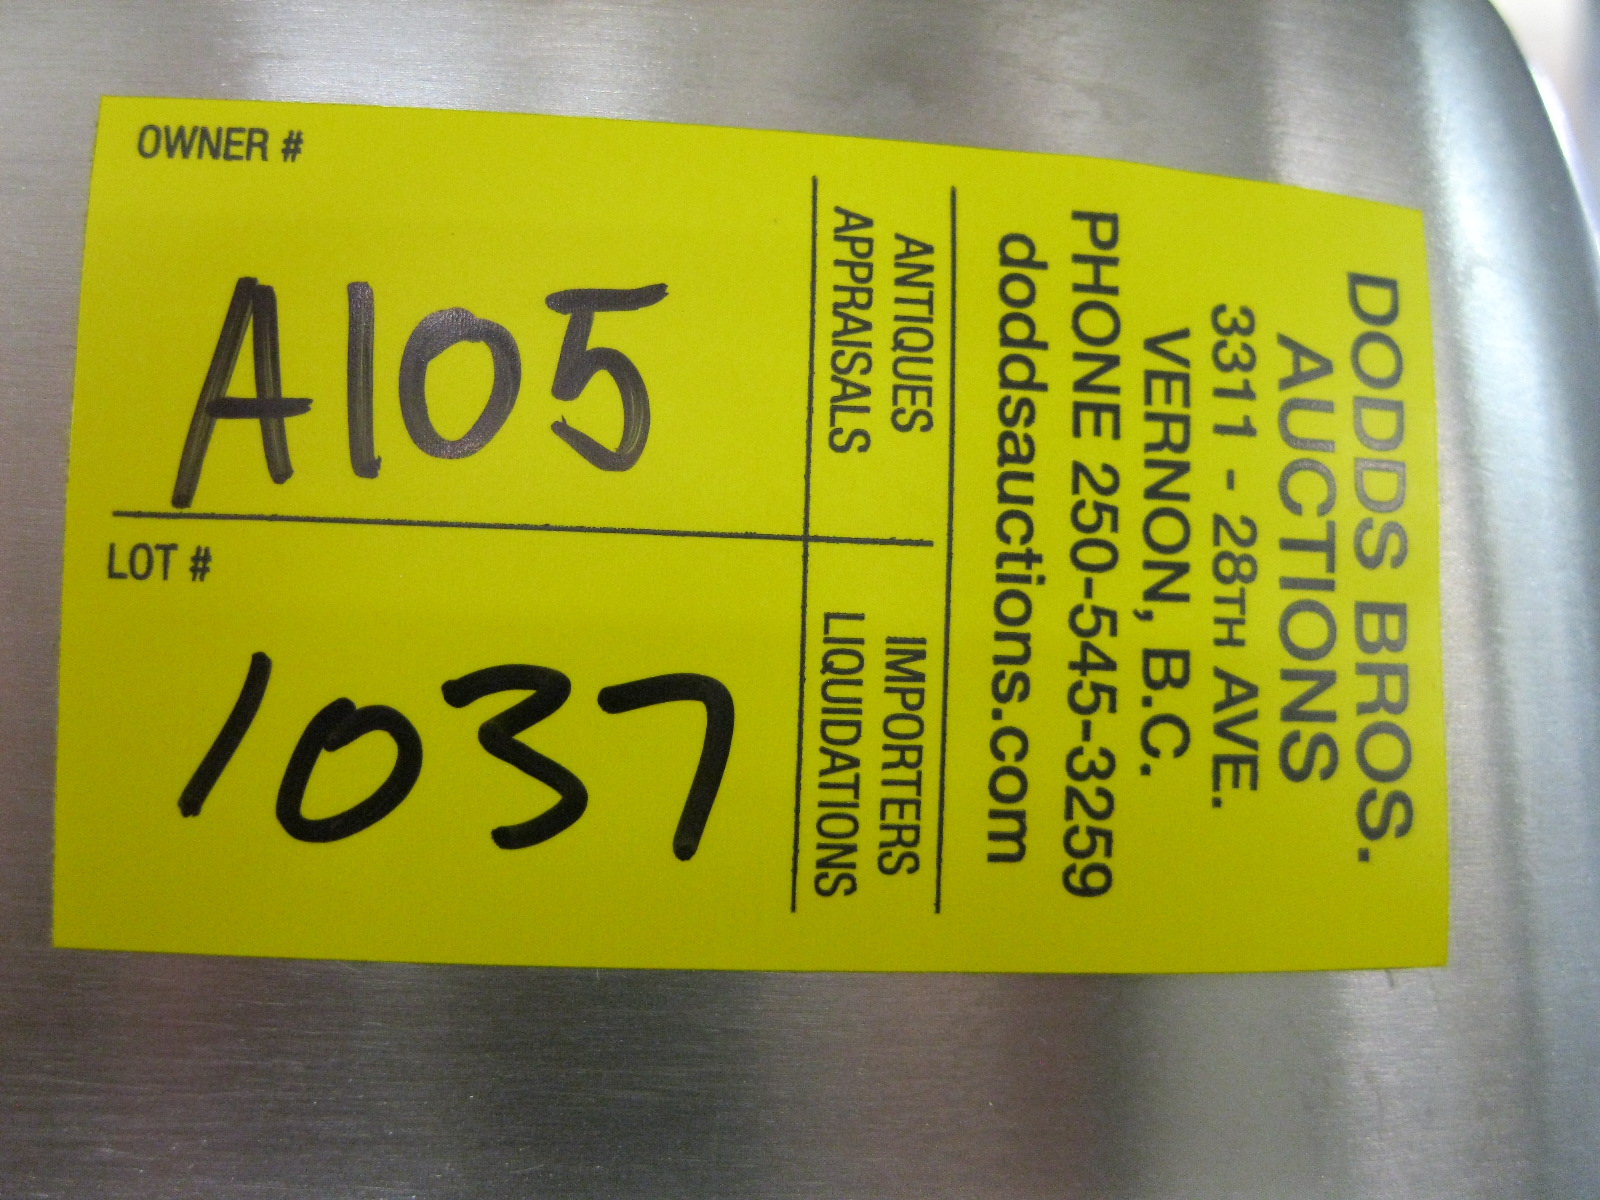 OWNER #
A105
LOT #
1037
DODDS BROS.
AUCTIONS
3311 - 28TH AVE.
VERNON, B.C.
PHONE 250-545-3259
doddsauctions.com
ANTIQUES
APPRAISALS
IMPORTERS
LIQUIDATIONS